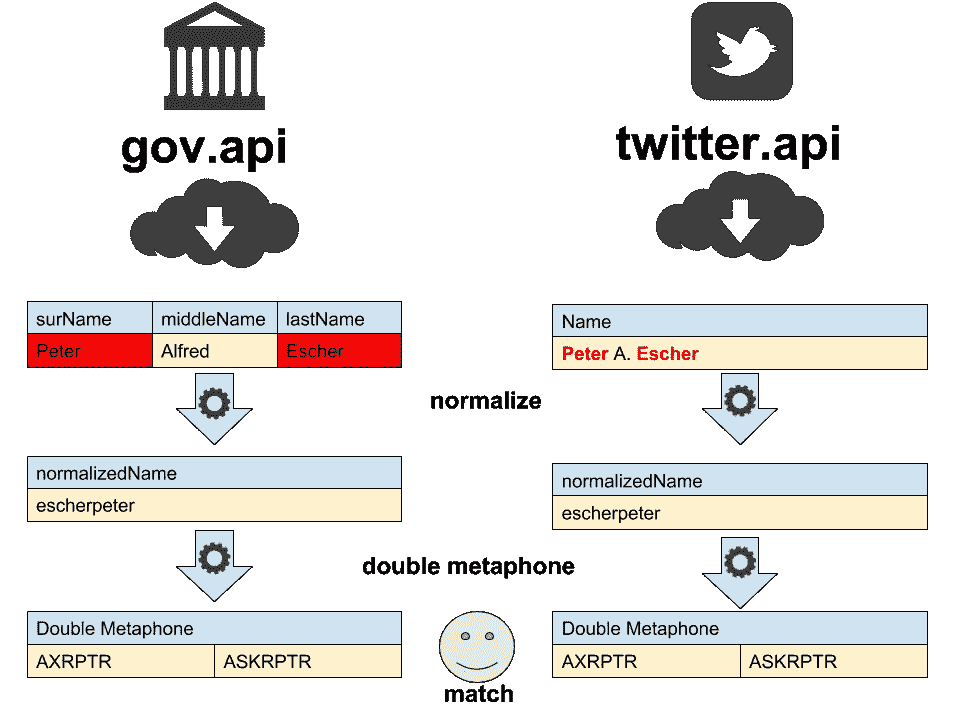 gov.api
twitter.api
surName middleName lastName
Peter Alfred Escher
Name
Peter A. Escher
normalize
normalizedName
escherpeter
normalizedName
escherpeter
double metaphone
Double Metaphone
AXRPTR ASKRPTR
Double Metaphone
AXRPTR ASKRPTR
match